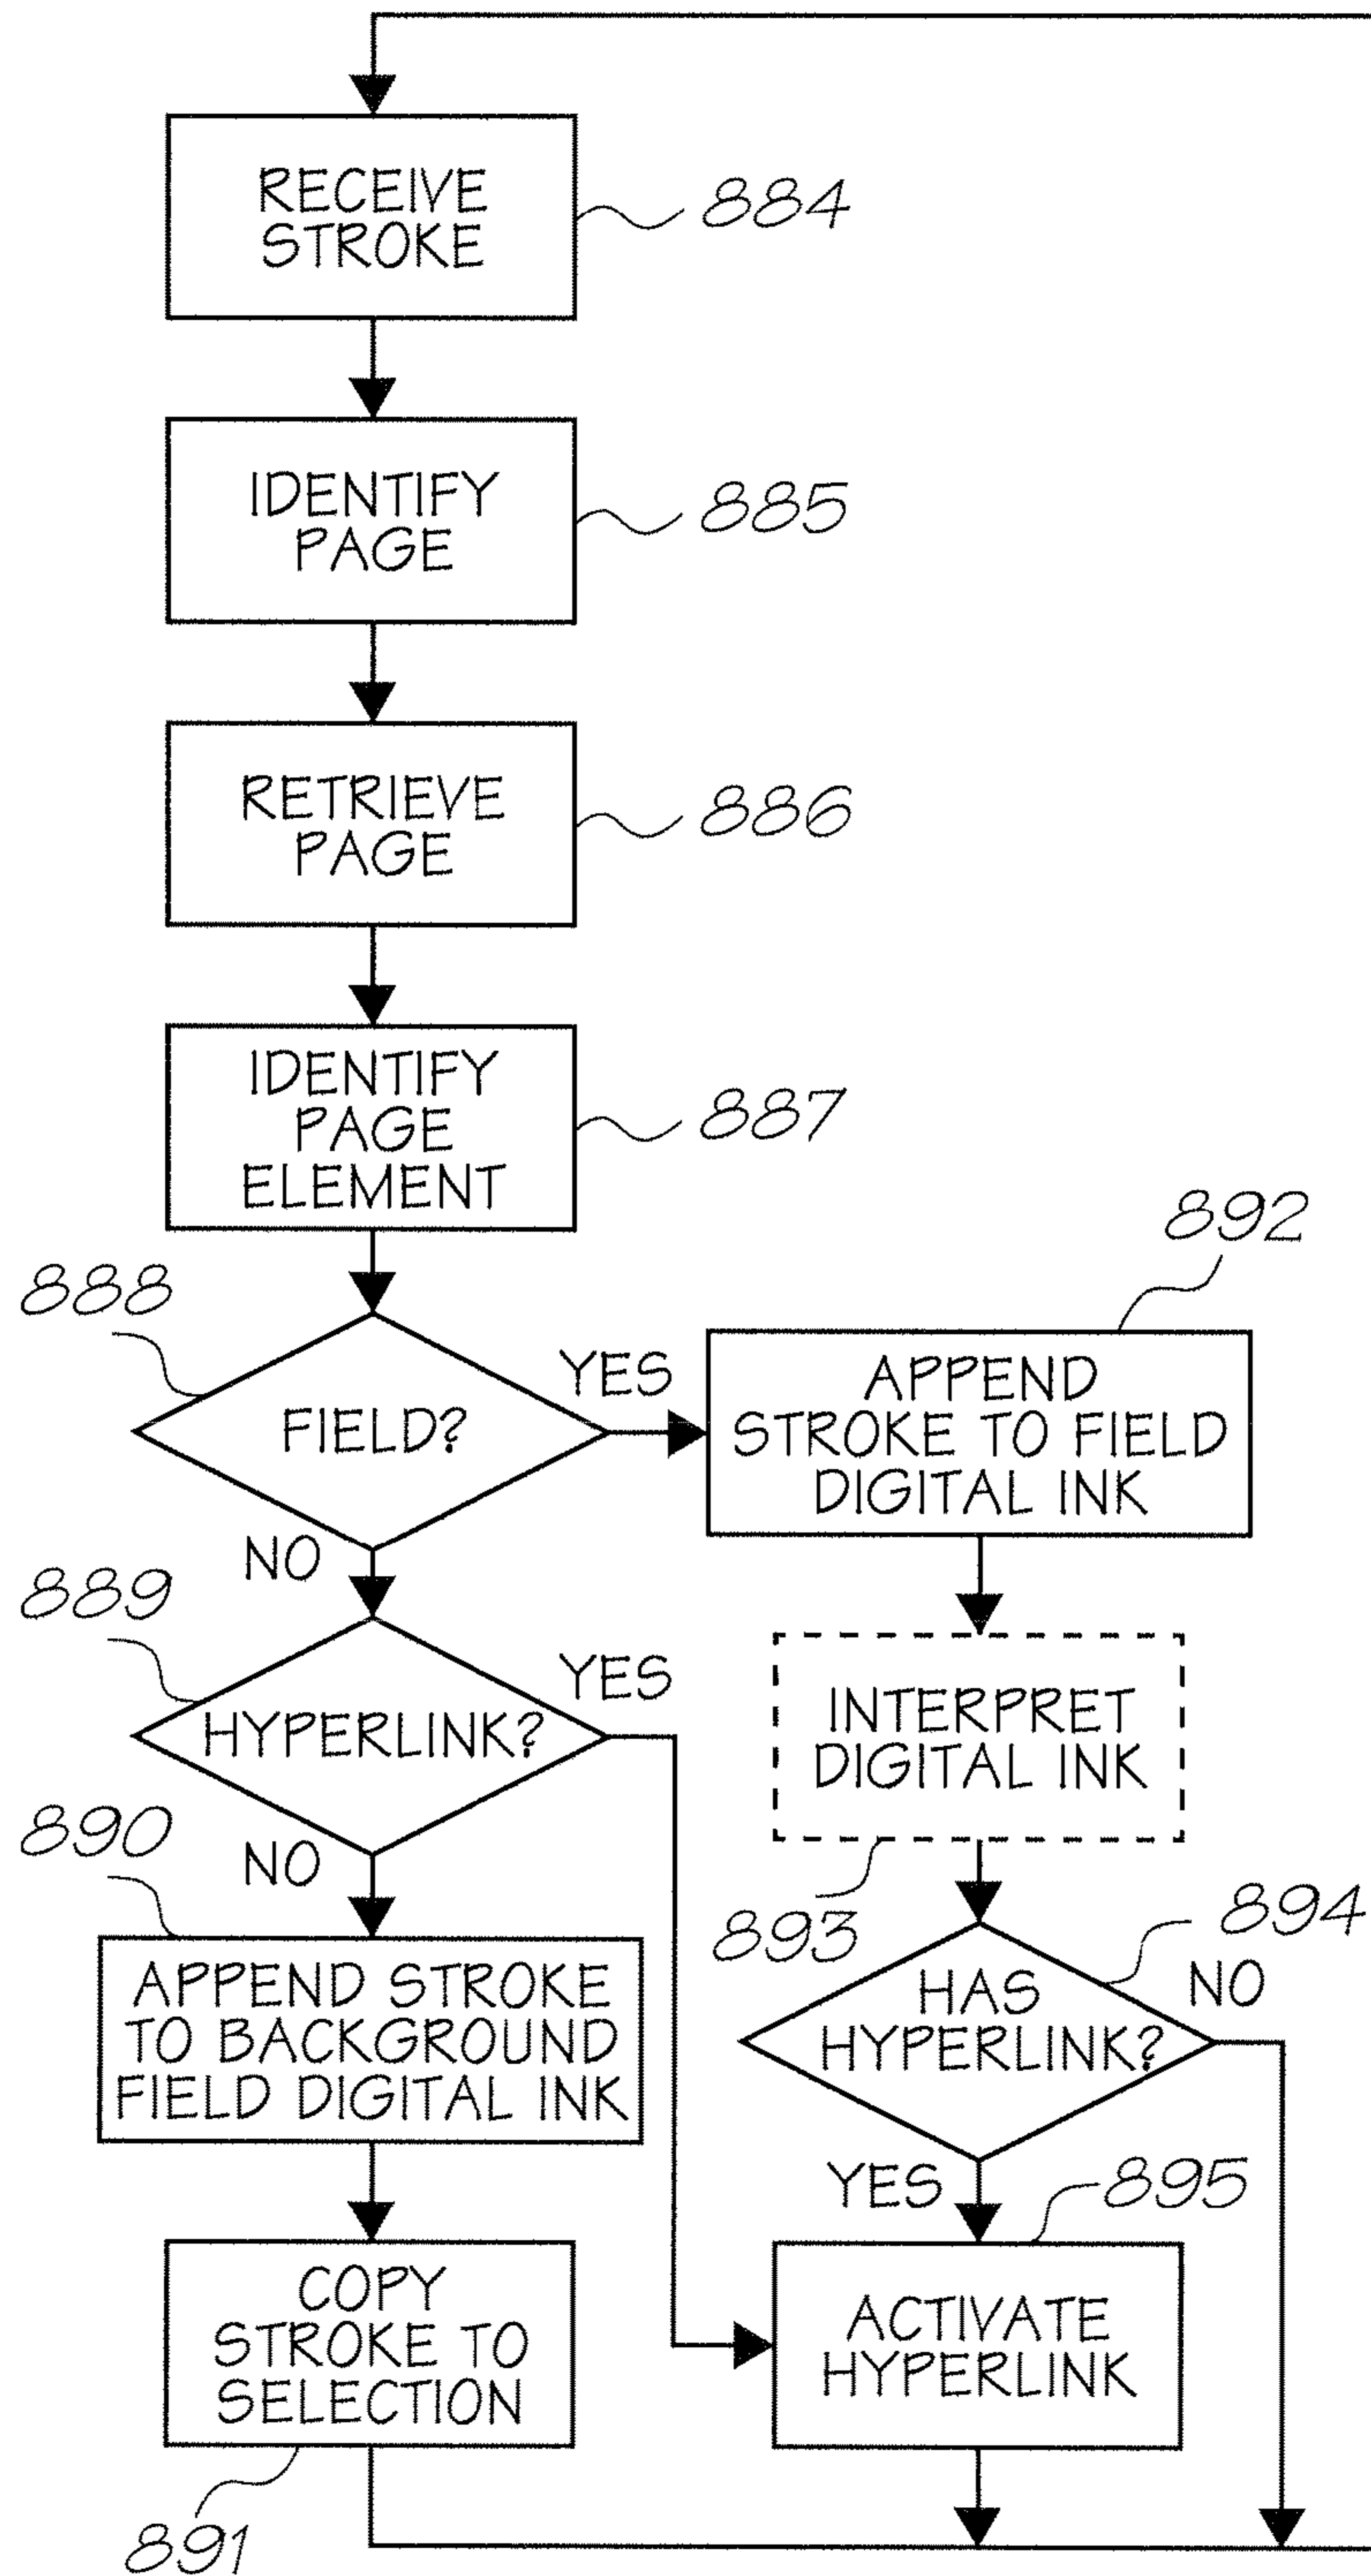 RECEIVE
STROKE
884
IDENTIFY
PAGE
885
RETRIEVE
PAGE
886
IDENTIFY
PAGE
ELEMENT
887
888
FIELD?
YES
NO
892
APPEND
STROKE TO FIELD
DIGITAL INK
889
HYPERLINK?
YES
NO
INTERPRET
DIGITAL INK
893
890
APPEND STROKE
TO BACKGROUND
FIELD DIGITAL INK
894
HAS
HYPERLINK?
NO
YES
895
COPY
STROKE TO
SELECTION
891
ACTIVATE
HYPERLINK